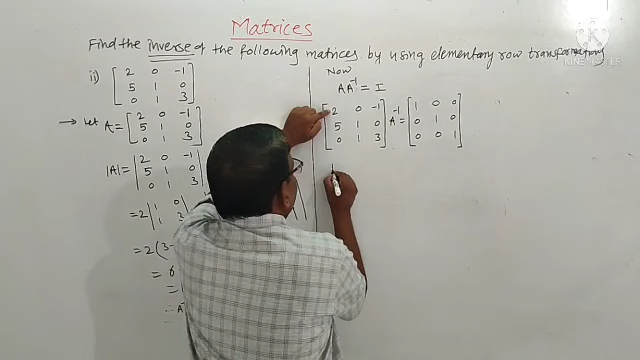 Matrices
Find the inverse of the following matrices by using elementary row transformations
ii) [ 2 0 -1
5 1 0
0 1 3 ]
→ Let A = [ 2 0 -1
5 1 0
0 1 3 ]
|A| = | 2 0 -1
5 1 0
0 1 3 |
= 2 | 1 0
1 3 |
= 2 (3-
= 6
=
∴ A
Now
AA⁻¹ = I
[ 2 0 -1
5 1 0
0 1 3 ] A⁻¹ = [ 1 0 0
0 1 0
0 0 1 ]
K
KINEMASTER